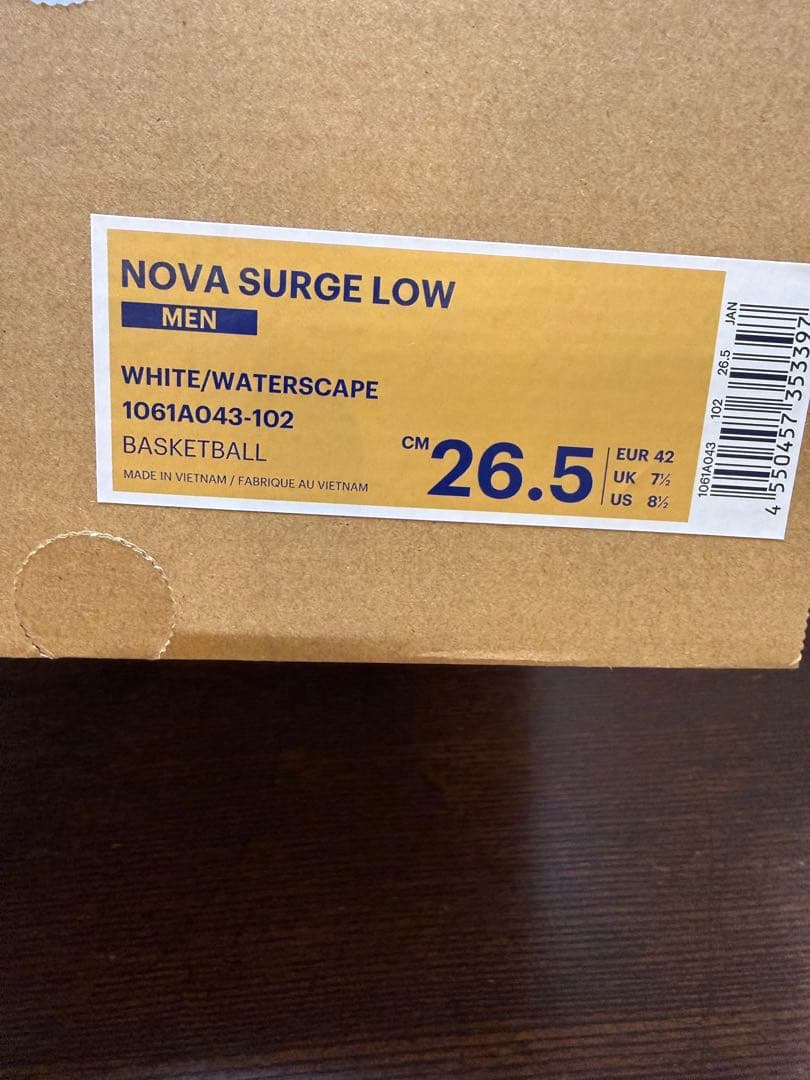 NOVA SURGE LOW
MEN
WHITE/WATERSCAPE
1061A043-102
BASKETBALL
MADE IN VIETNAM / FABRIQUE AU VIETNAM
CM 26.5
EUR 42
UK 7½
US 8½
1061A043 102 26.5 JAN
4 550457 353397